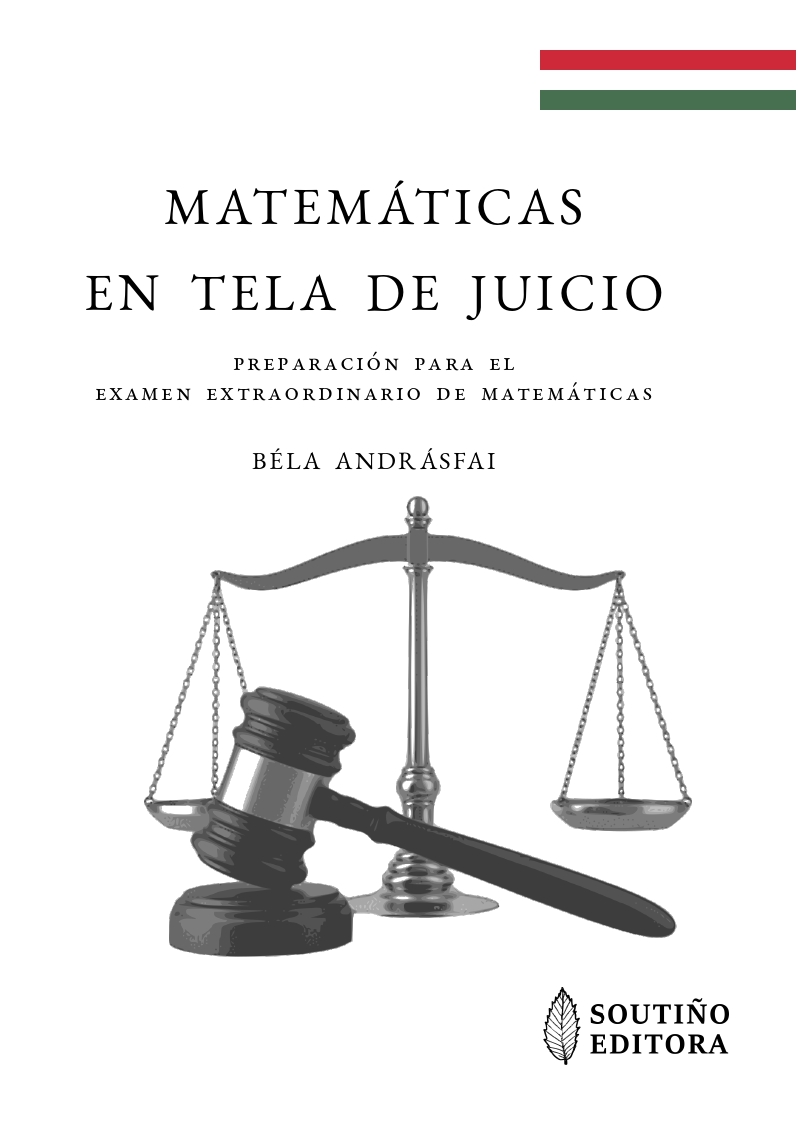 MATEMÁTICAS
EN TELA DE JUICIO
PREPARACIÓN PARA EL
EXAMEN EXTRAORDINARIO DE MATEMÁTICAS
BÉLA ANDRÁSFAI
SOUTIÑO
EDITORA